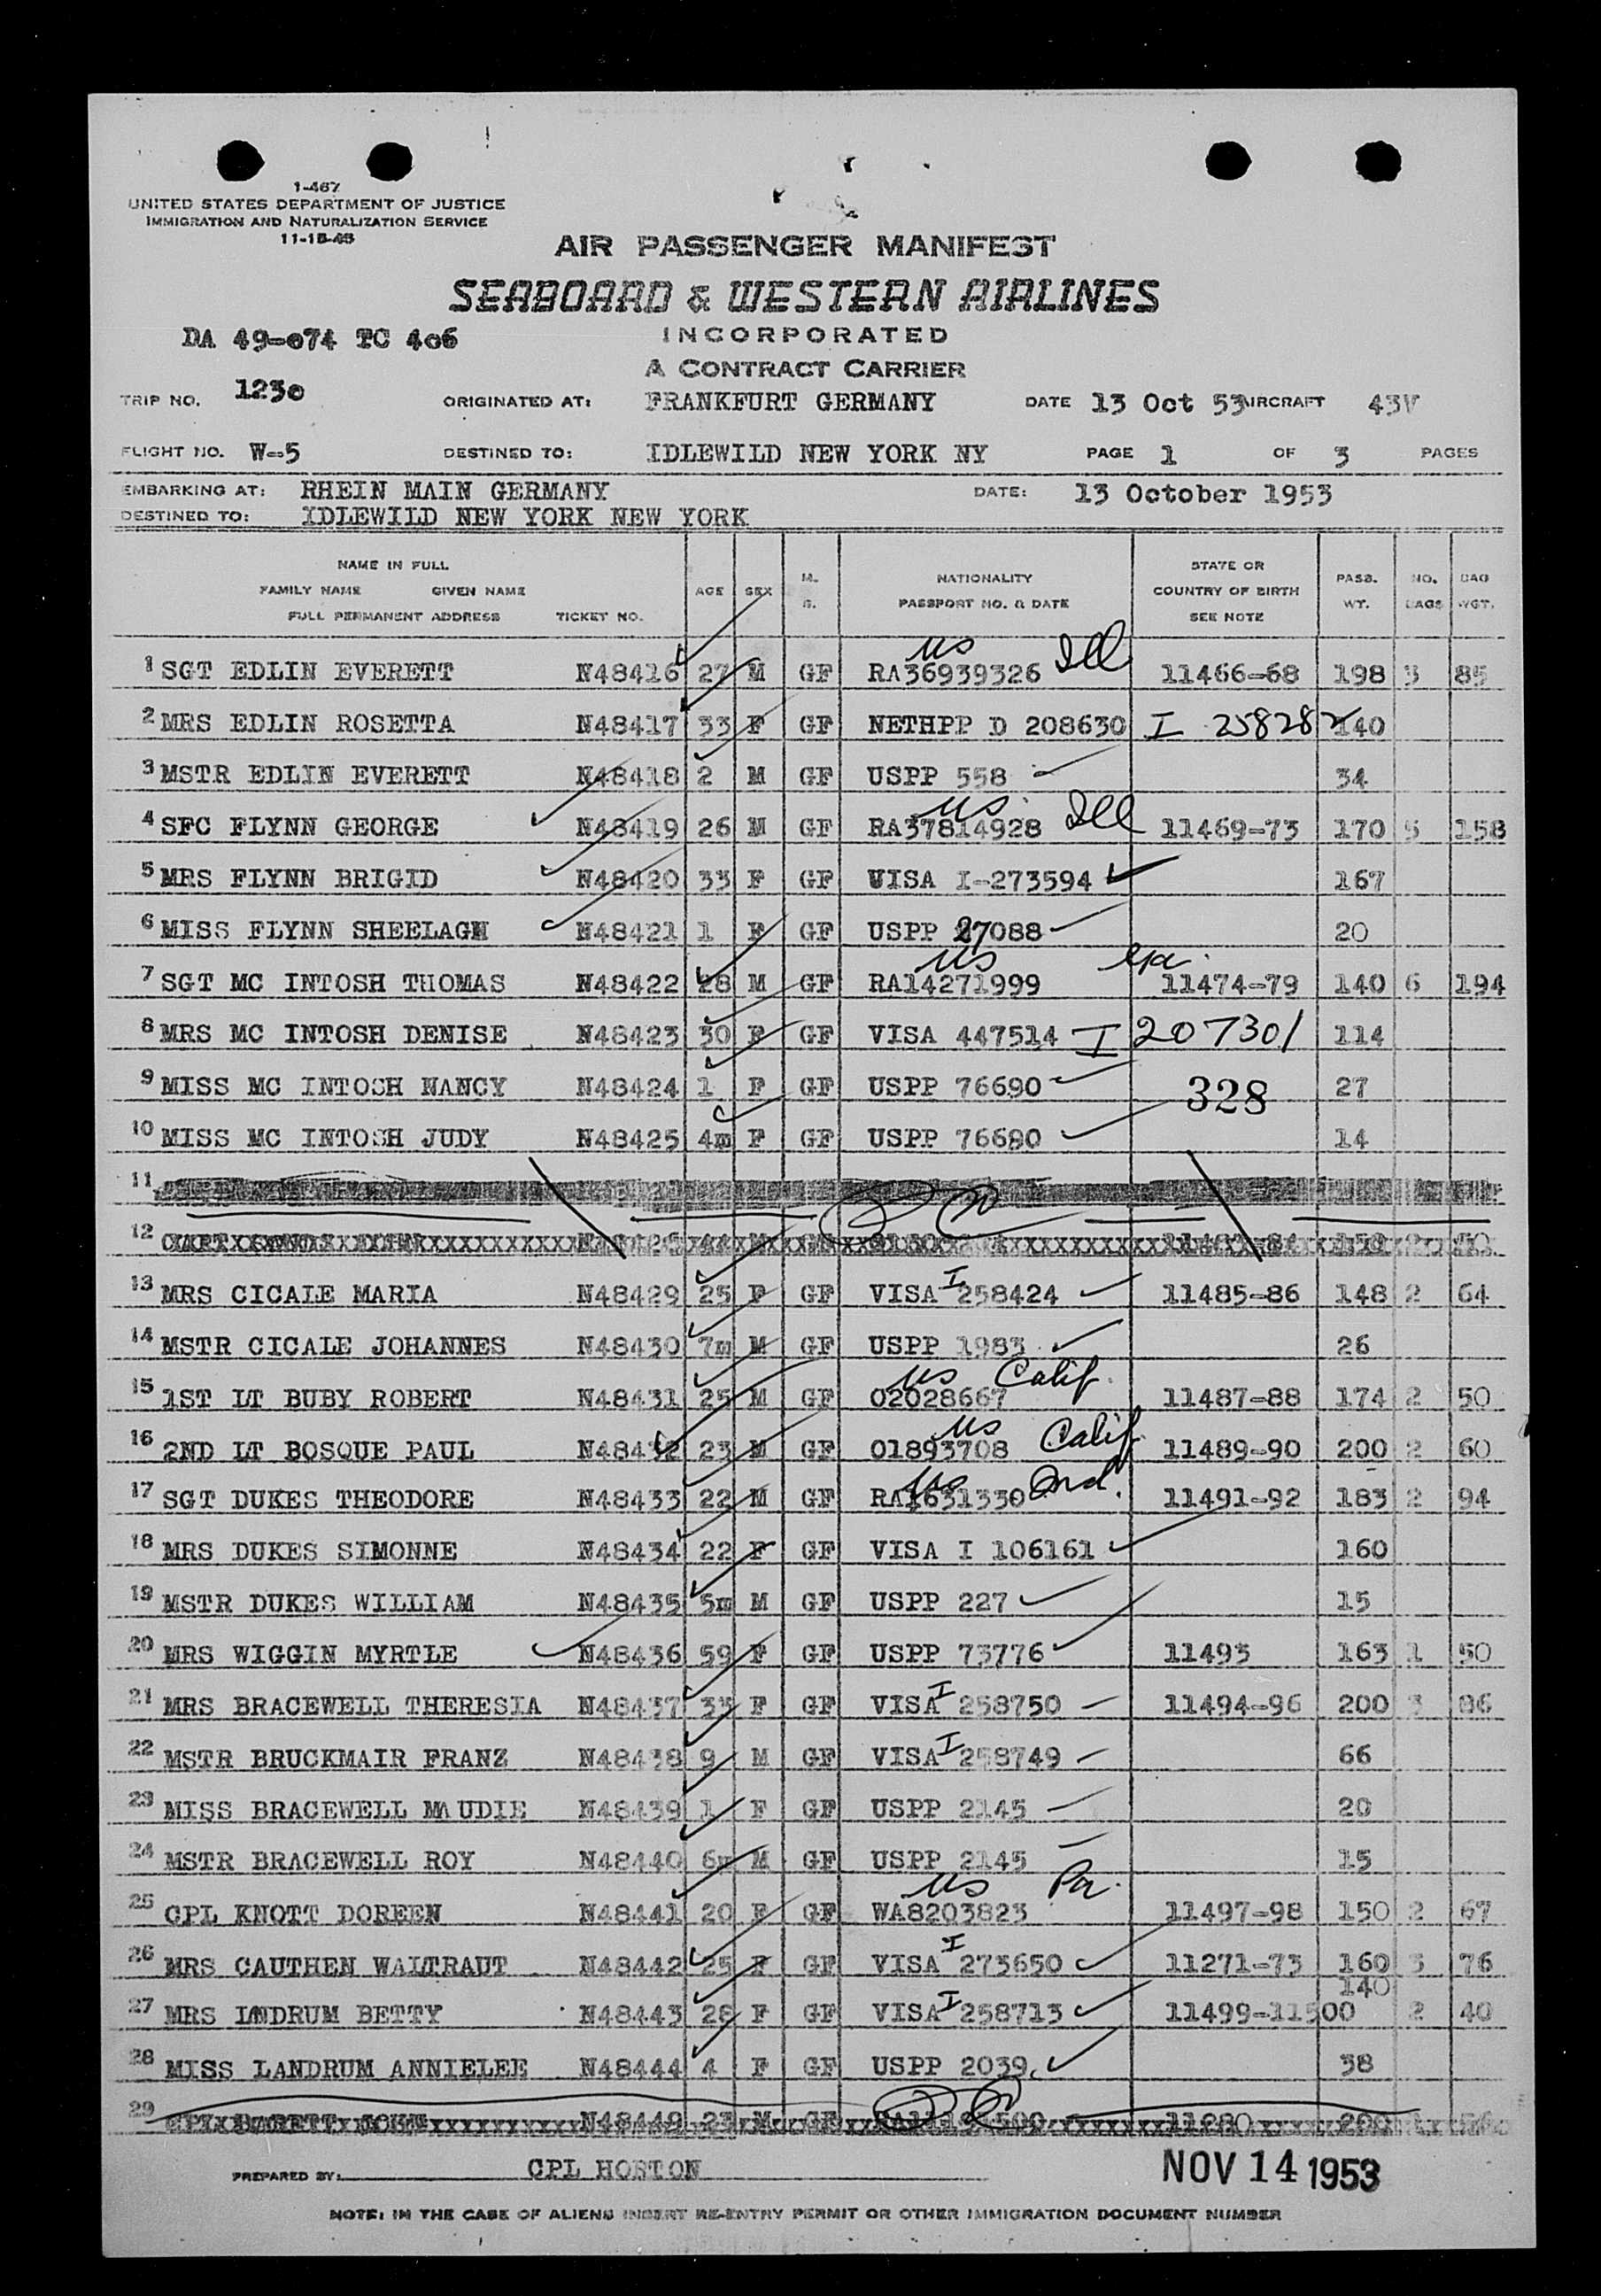 1-467
UNITED STATES DEPARTMENT OF JUSTICE
IMMIGRATION AND NATURALIZATION SERVICE
11-15-48
AIR PASSENGER MANIFEST
SEABOARD & WESTERN AIRLINES
INCORPORATED
A CONTRACT CARRIER
DA 49-074 TC 406
TRIP NO. 1230 ORIGINATED AT: FRANKFURT GERMANY DATE 13 Oct 53 AIRCRAFT 43V
FLIGHT NO. W-5 DESTINED TO: IDLEWILD NEW YORK NY PAGE 1 OF 3 PAGES
EMBARKING AT: RHEIN MAIN GERMANY DATE: 13 October 1953
DESTINED TO: IDLEWILD NEW YORK NEW YORK
NAME IN FULL
FAMILY NAME GIVEN NAME
FULL PERMANENT ADDRESS TICKET NO. AGE SEX M. S. NATIONALITY PASSPORT NO. & DATE STATE OR COUNTRY OF BIRTH SEE NOTE PASS. WT. NO. BAGS BAG WGT.
1 SGT EDLIN EVERETT N48416 27 M GF US RA36939326 Ill 11466-68 198 3 85
2 MRS EDLIN ROSETTA N48417 33 F GF NETHPP D 208630 I 258282 140
3 MSTR EDLIN EVERETT N48418 2 M GF USPP 558 34
4 SFC FLYNN GEORGE N48419 26 M GF US RA37814928 Ill 11469-73 170 5 158
5 MRS FLYNN BRIGID N48420 33 F GF VISA I-273594 167
6 MISS FLYNN SHEELAGH N48421 1 F GF USPP 27088 20
7 SGT MC INTOSH THOMAS N48422 28 M GF US RA14271999 11474-79 140 6 194
8 MRS MC INTOSH DENISE N48423 30 F GF VISA 447514 I 207301 114
9 MISS MC INTOSH NANCY N48424 1 F GF USPP 76690 328 27
10 MISS MC INTOSH JUDY N48425 4m F GF USPP 76690 14
11
12
13 MRS CICALE MARIA N48429 25 F GF VISA I 258424 11485-86 148 2 64
14 MSTR CICALE JOHANNES N48430 7m M GF USPP 1983 26
15 1ST LT BUBY ROBERT N48431 25 M GF US 02028667 Calif. 11487-88 174 2 50
16 2ND LT BOSQUE PAUL N48432 23 M GF US 01893708 Calif. 11489-90 200 2 60
17 SGT DUKES THEODORE N48433 22 M GF US RA1631330 Ind. 11491-92 183 2 94
18 MRS DUKES SIMONNE N48434 22 F GF VISA I 106161 160
19 MSTR DUKES WILLIAM N48435 5m M GF USPP 227 15
20 MRS WIGGIN MYRTLE N48436 59 F GF USPP 73776 11493 163 1 50
21 MRS BRACEWELL THERESIA N48437 33 F GF VISA I 258750 11494-96 200 3 86
22 MSTR BRUCKMAIR FRANZ N48438 9 M GF VISA I 258749 66
23 MISS BRACEWELL MAUDIE N48439 1 F GF USPP 2145 20
24 MSTR BRACEWELL ROY N48440 6m M GF USPP 2145 15
25 CPL KNOTT DOREEN N48441 20 F GF US WA8203823 Pa. 11497-98 150 2 67
26 MRS CAUTHEN WALTRAUT N48442 25 F GF VISA I 273650 11271-73 160 3 76
27 MRS LANDRUM BETTY N48443 28 F GF VISA I 258713 11499-11500 140 2 40
28 MISS LANDRUM ANNIELEE N48444 4 F GF USPP 2039 38
29 N48449 23 M GF 11280 200
PREPARED BY: CPL HORTON NOV 14 1953
NOTE: IN THE CASE OF ALIENS INSERT RE-ENTRY PERMIT OR OTHER IMMIGRATION DOCUMENT NUMBER